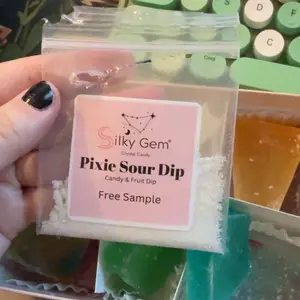 Silky Gem®
Crystal Candy
Pixie Sour Dip
Candy & Fruit Dip
Free Sample